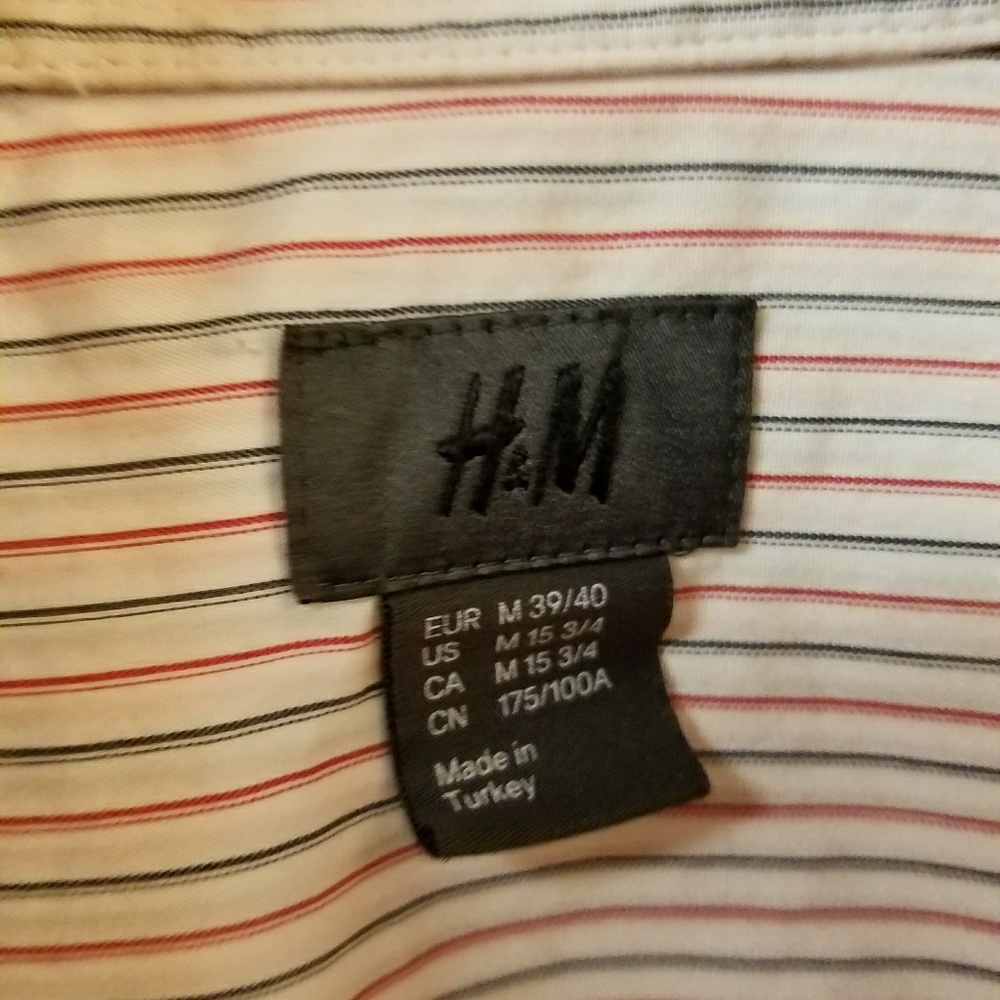 H&M
EUR M 39/40
US M 15 3/4
CA M 15 3/4
CN 175/100A
Made in
Turkey